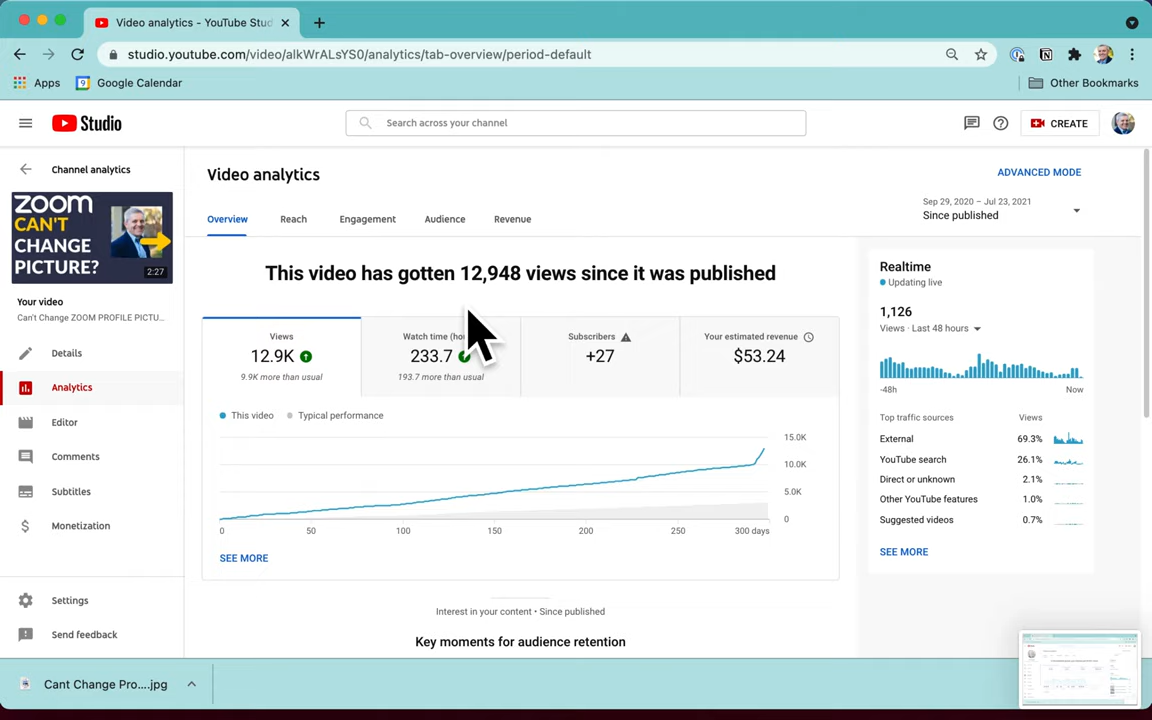 Video analytics - YouTube Stud
studio.youtube.com/video/alkWrALsYS0/analytics/tab-overview/period-default
Apps
Google Calendar
Other Bookmarks
Studio
Search across your channel
CREATE
Channel analytics
ZOOM
CAN'T
CHANGE
PICTURE?
2:27
Your video
Can't Change ZOOM PROFILE PICTU...
Details
Analytics
Editor
Comments
Subtitles
Monetization
Settings
Send feedback
Video analytics
ADVANCED MODE
Overview
Reach
Engagement
Audience
Revenue
Sep 29, 2020 – Jul 23, 2021
Since published
This video has gotten 12,948 views since it was published
Views
12.9K
9.9K more than usual
Watch time (ho
233.7
193.7 more than usual
Subscribers
+27
Your estimated revenue
$53.24
This video
Typical performance
15.0K
10.0K
5.0K
0
0
50
100
150
200
250
300 days
SEE MORE
Interest in your content • Since published
Key moments for audience retention
Realtime
Updating live
1,126
Views · Last 48 hours
-48h
Now
Top traffic sources
Views
External
69.3%
YouTube search
26.1%
Direct or unknown
2.1%
Other YouTube features
1.0%
Suggested videos
0.7%
SEE MORE
Cant Change Pro....jpg